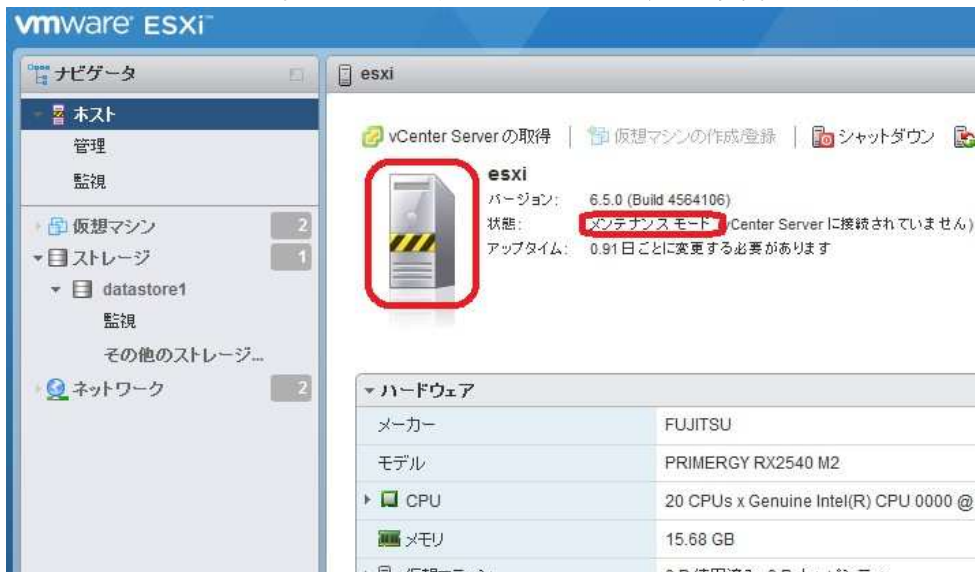 vmware ESXi™
ナビゲータ
esxi
ホスト
管理
監視
仮想マシン 2
ストレージ 1
datastore1
監視
その他のストレージ...
ネットワーク 2
vCenter Server の取得 | 仮想マシンの作成/登録 | シャットダウン
esxi
バージョン: 6.5.0 (Build 4564106)
状態: メンテナンス モード vCenter Server に接続されていません)
アップタイム: 0.91 日ごとに変更する必要があります
ハードウェア
メーカー FUJITSU
モデル PRIMERGY RX2540 M2
CPU 20 CPUs x Genuine Intel(R) CPU 0000 @
メモリ 15.68 GB